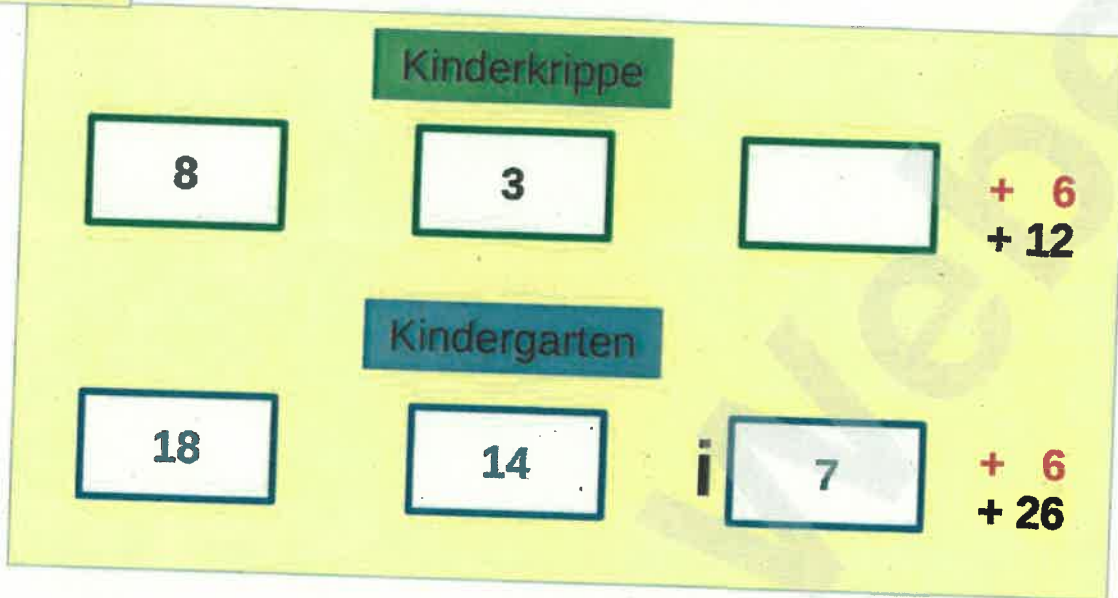 Kinderkrippe
8 3 + 6
+ 12
Kindergarten
18 14 i 7 + 6
+ 26